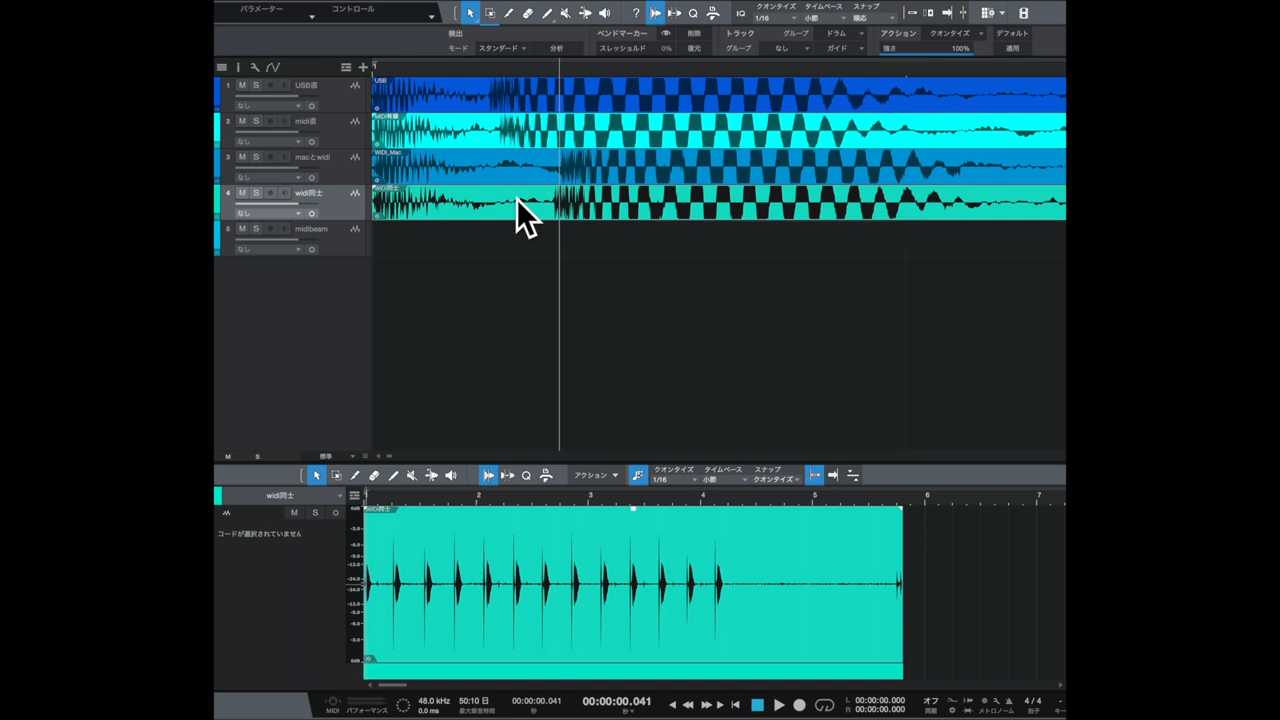 パラメーター コントロール
IQ クオンタイズ タイムベース スナップ
1/16 小節 順応
検出 ベンドマーカー 削除 トラック グループ ドラム アクション クオンタイズ デフォルト
モード スタンダード 分析 スレッショルド 0% 復元 グループ なし ガイド 強さ 100% 適用
1
1 M S USB直
なし
USB
2 M S midi直
なし
3 M S macとwidi
なし
WIDI_Mac
4 M S widi同士
なし
WIDI同士
5 M S midibeam
なし
M S 標準
アクション クオンタイズ タイムベース スナップ
1/16 小節 クオンタイズ
widi同士 1 2 3 4 5 6 7
M S
WIDI同士
コードが選択されていません
0dB
-3.0
-6.0
-9.0
-13.0
-24.0
-24.0
-13.0
-9.0
-6.0
-3.0
0dB
MIDI パフォーマンス
48.0 kHz 50:10 日 00:00:00.041 00:00:00.041 L 00:00:00.000 オフ 4 / 4
0.0 ms 最大録音時間 秒 秒 R 00:00:00.000 同期 メトロノーム 拍子 キー